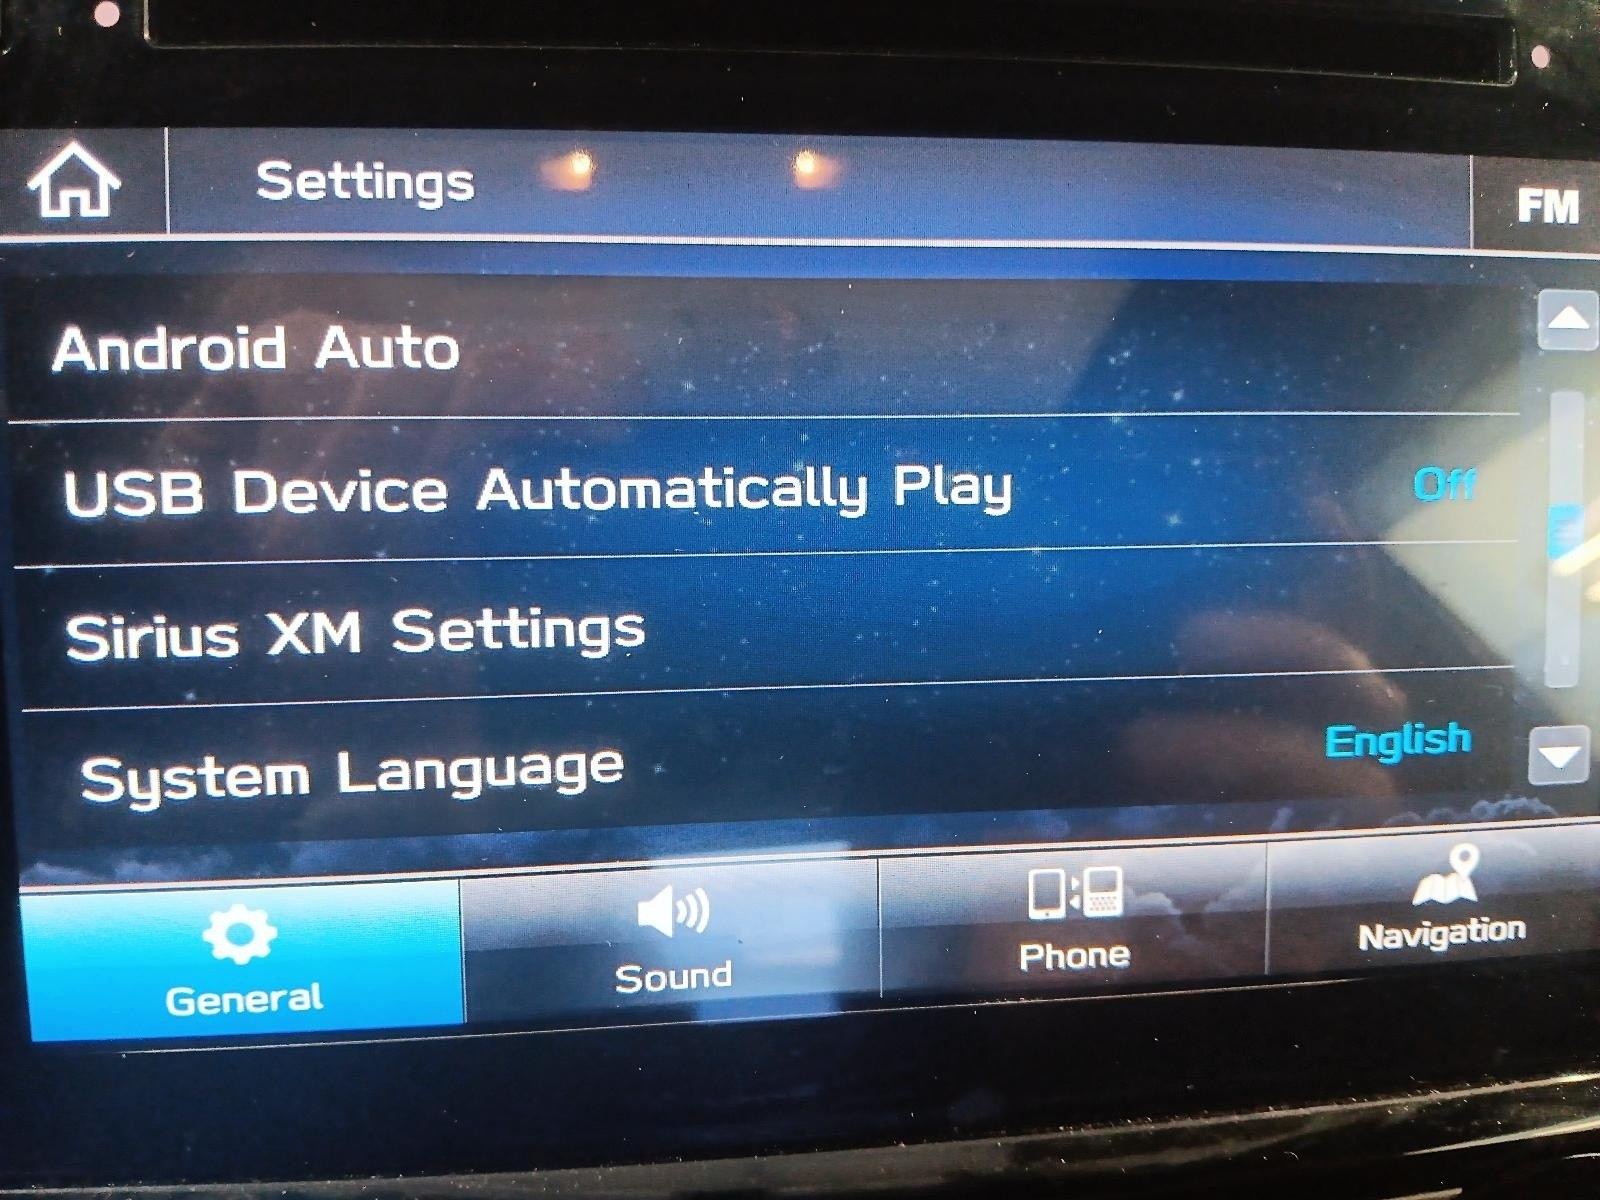 Settings
FM
Android Auto
USB Device Automatically Play
Off
Sirius XM Settings
System Language
English
General
Sound
Phone
Navigation